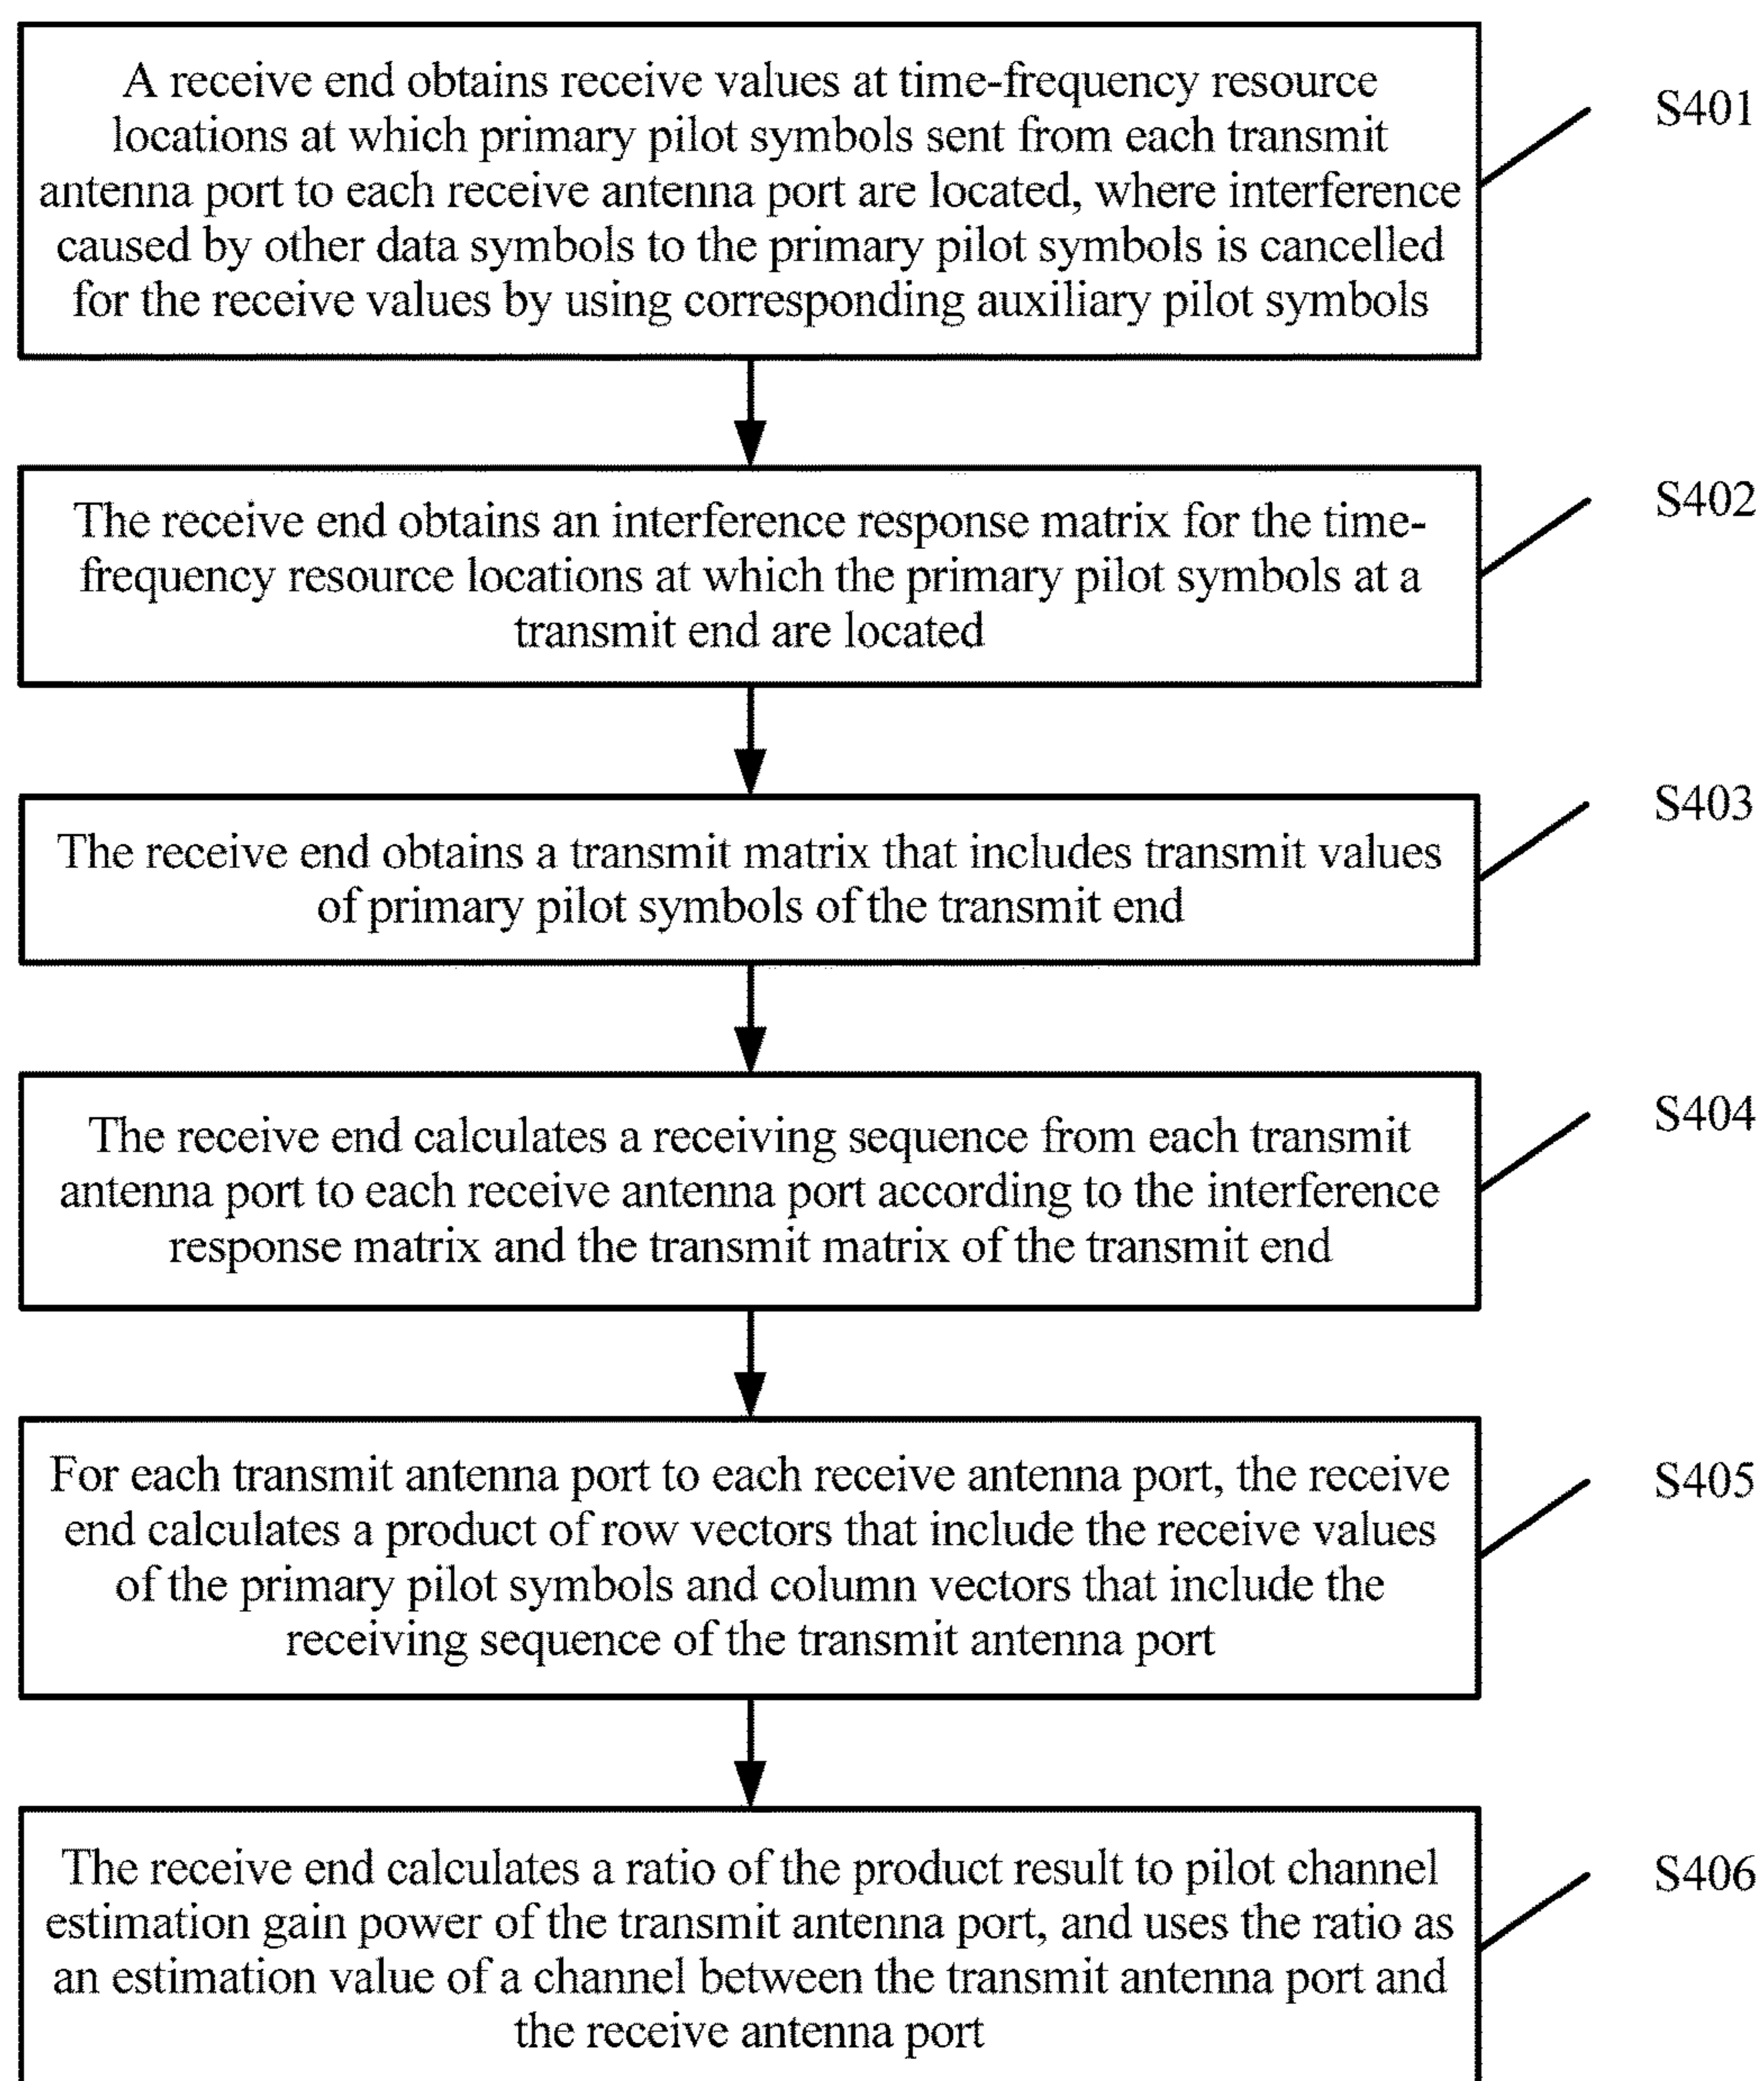 A receive end obtains receive values at time-frequency resource
locations at which primary pilot symbols sent from each transmit
antenna port to each receive antenna port are located, where interference
caused by other data symbols to the primary pilot symbols is cancelled
for the receive values by using corresponding auxiliary pilot symbols
S401
The receive end obtains an interference response matrix for the time-
frequency resource locations at which the primary pilot symbols at a
transmit end are located
S402
The receive end obtains a transmit matrix that includes transmit values
of primary pilot symbols of the transmit end
S403
The receive end calculates a receiving sequence from each transmit
antenna port to each receive antenna port according to the interference
response matrix and the transmit matrix of the transmit end
S404
For each transmit antenna port to each receive antenna port, the receive
end calculates a product of row vectors that include the receive values
of the primary pilot symbols and column vectors that include the
receiving sequence of the transmit antenna port
S405
The receive end calculates a ratio of the product result to pilot channel
estimation gain power of the transmit antenna port, and uses the ratio as
an estimation value of a channel between the transmit antenna port and
the receive antenna port
S406